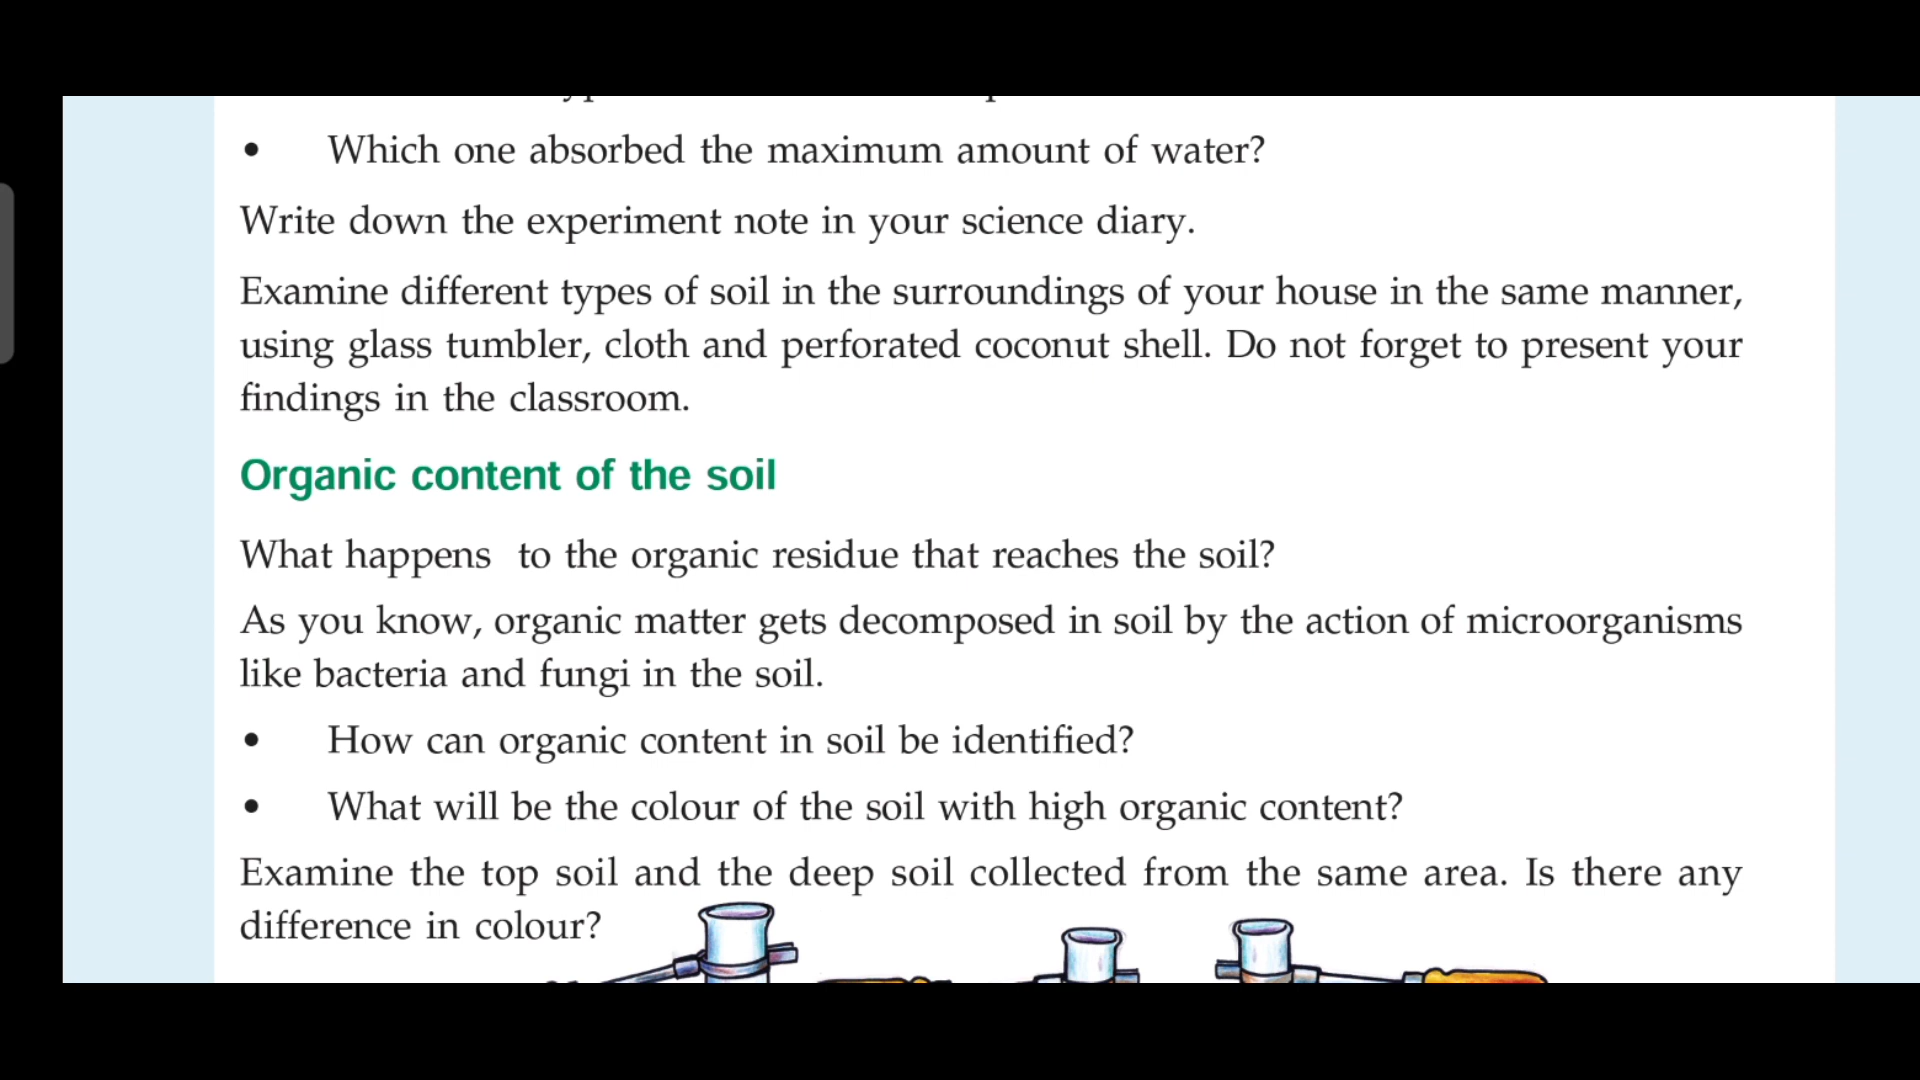 • Which one absorbed the maximum amount of water?
Write down the experiment note in your science diary.
Examine different types of soil in the surroundings of your house in the same manner,
using glass tumbler, cloth and perforated coconut shell. Do not forget to present your
findings in the classroom.
Organic content of the soil
What happens to the organic residue that reaches the soil?
As you know, organic matter gets decomposed in soil by the action of microorganisms
like bacteria and fungi in the soil.
• How can organic content in soil be identified?
• What will be the colour of the soil with high organic content?
Examine the top soil and the deep soil collected from the same area. Is there any
difference in colour?